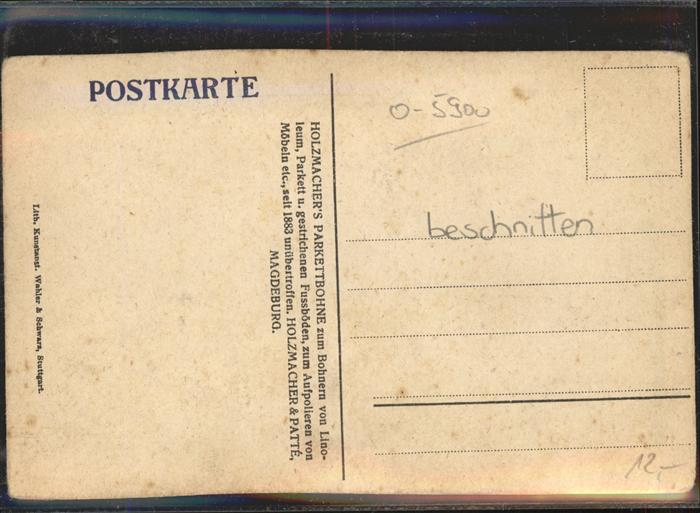 POSTKARTE
Lith. Kunstanst. Wahler & Schwarz, Stuttgart.
HOLZMACHER'S PARKETTBOHNE zum Bohnern von Lino-
leum, Parkett u. gestrichenen Fussböden, zum Aufpolieren von
Möbeln etc., seit 1883 unübertroffen. HOLZMACHER & PATTÉ,
MAGDEBURG.
0-5900
beschnitten
12,-